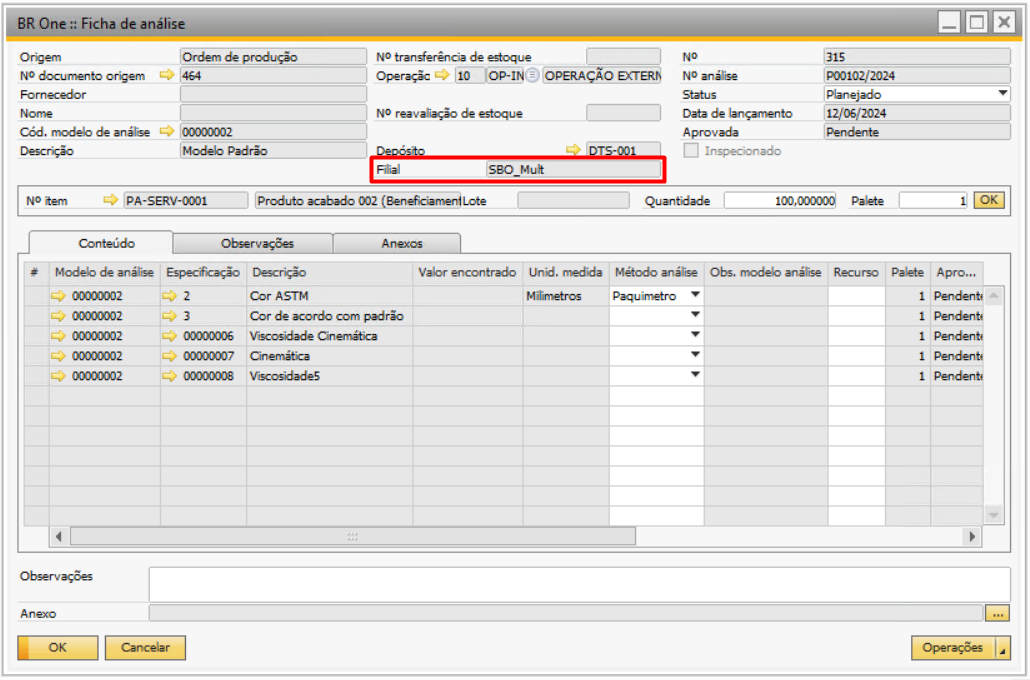 BR One :: Ficha de análise
Origem Ordem de produção Nº transferência de estoque Nº 315
Nº documento origem 464 Operação 10 OP-IN OPERAÇÃO EXTERN Nº análise P00102/2024
Fornecedor Status Planejado
Nome Nº reavaliação de estoque Data de lançamento 12/06/2024
Cód. modelo de análise 00000002 Aprovada Pendente
Descrição Modelo Padrão Depósito DTS-001 Inspecionado
Filial SBO_Mult
Nº item PA-SERV-0001 Produto acabado 002 (Beneficiament Lote Quantidade 100,000000 Palete 1 OK
Conteúdo Observações Anexos
# Modelo de análise Especificação Descrição Valor encontrado Unid. medida Método análise Obs. modelo análise Recurso Palete Apro...
00000002 2 Cor ASTM Milimetros Paquimetro 1 Pendente
00000002 3 Cor de acordo com padrão 1 Pendente
00000002 00000006 Viscosidade Cinemática 1 Pendente
00000002 00000007 Cinemática 1 Pendente
00000002 00000008 Viscosidade5 1 Pendente
Observações
Anexo ...
OK Cancelar Operações